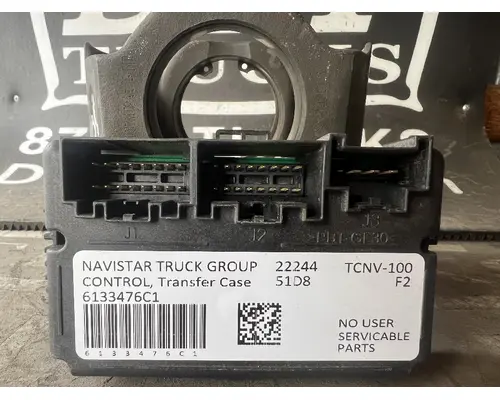 TRUCKS
J1
J2
J3
>PBT-GF30<
NAVISTAR TRUCK GROUP 22244 TCNV-100
CONTROL, Transfer Case 51D8 F2
6133476C1
NO USER
SERVICABLE
PARTS
6133476C1